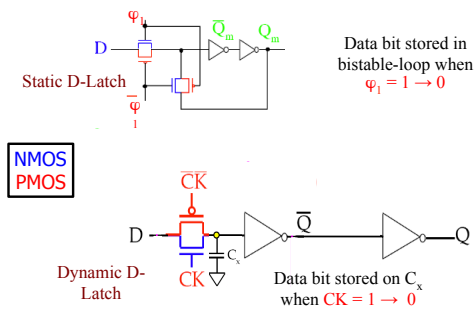 φ₁
D
Q̅ₘ
Qₘ
Data bit stored in
bistable-loop when
φ₁ = 1 → 0
Static D-Latch
φ̅
1
NMOS
PMOS
C̅K̅
D
Q̅
Q
Cₓ
CK
Dynamic D-
Latch
Data bit stored on Cₓ
when CK = 1 → 0